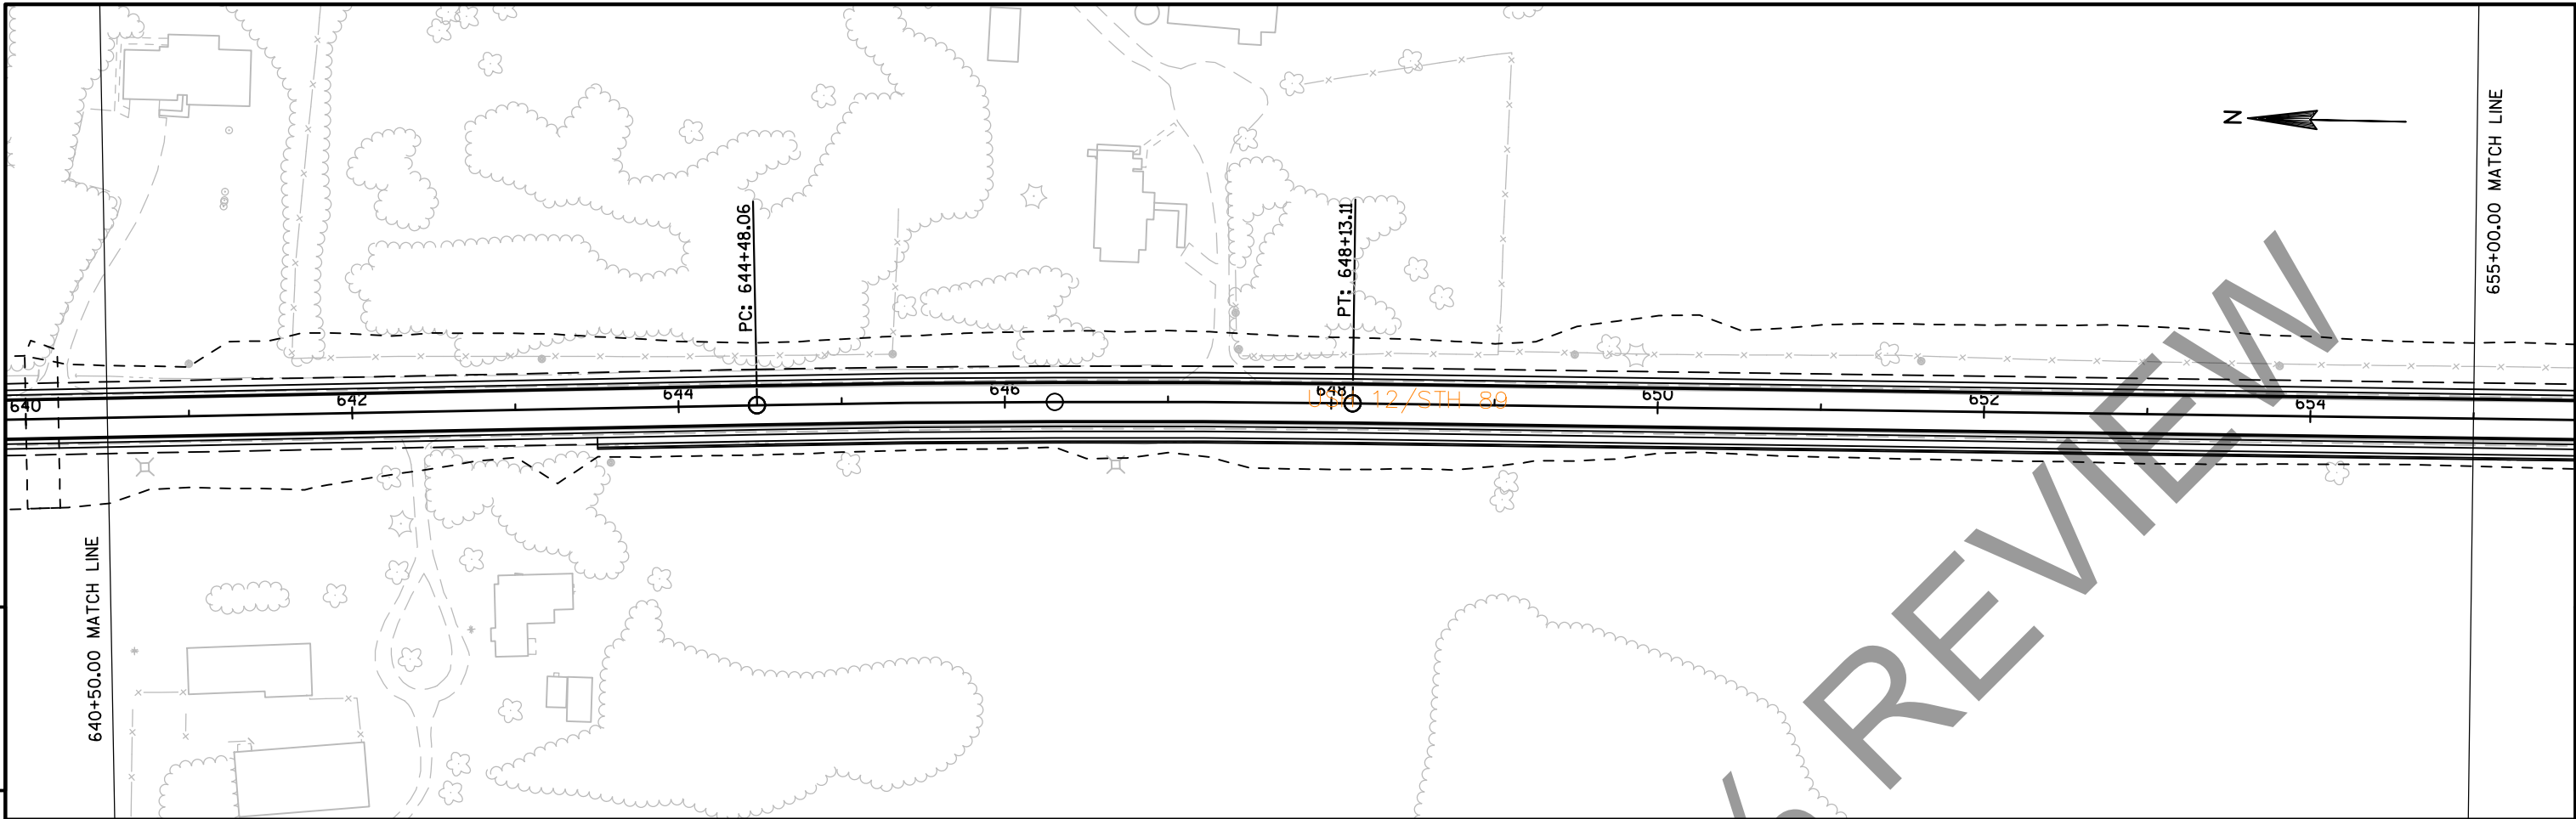 N
655+00.00 MATCH LINE
PC: 644+48.06
PT: 648+13.11
640
642
644
646
648
650
652
654
USH 12/STH 89
640+50.00 MATCH LINE
REVIEW